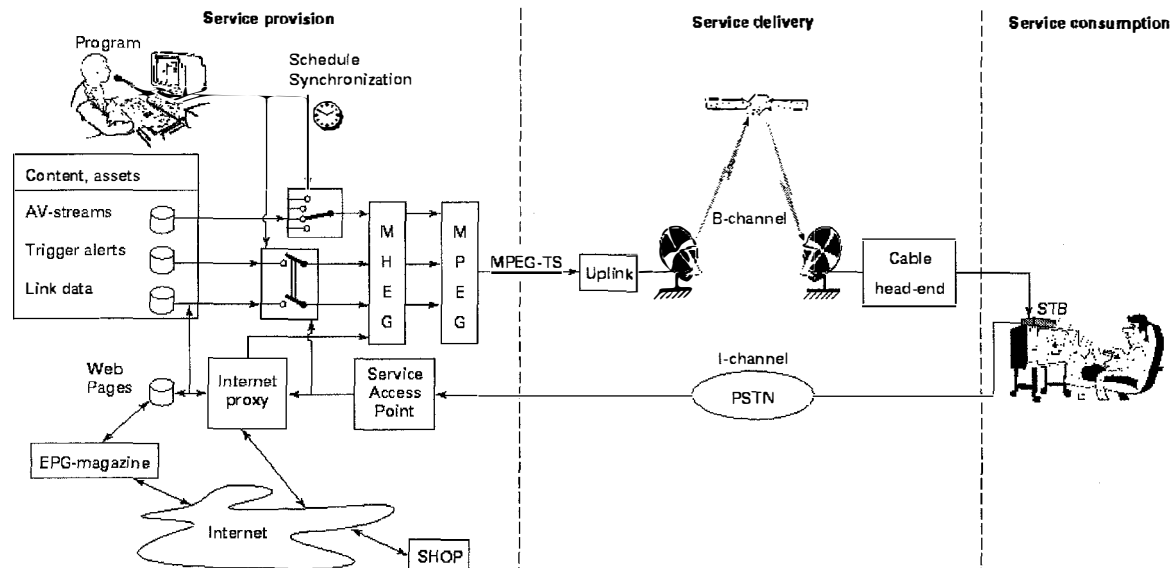 Service provision
Service delivery
Service consumption
Program
Schedule
Synchronization
Content, assets
AV-streams
Trigger alerts
Link data
M
H
E
G
M
P
E
G
MPEG-TS
Uplink
B-channel
Cable
head-end
STB
I-channel
PSTN
Web
Pages
Internet
proxy
Service
Access
Point
EPG-magazine
Internet
SHOP